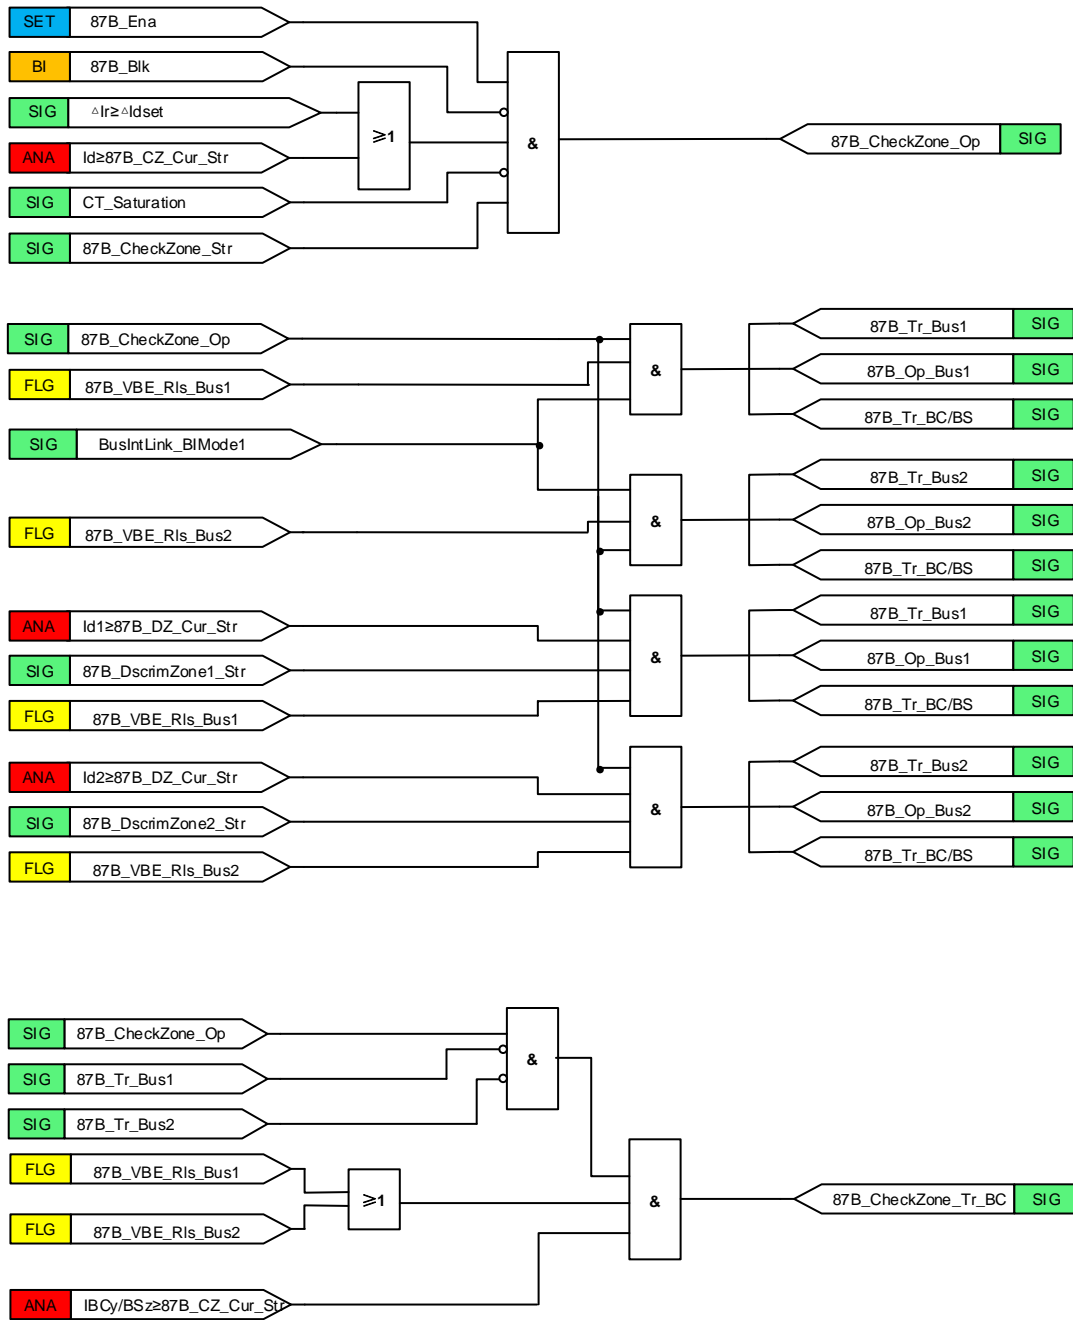 SET 87B_Ena
BI 87B_Blk
SIG △Ir≥△Idset
ANA Id≥87B_CZ_Cur_Str
SIG CT_Saturation
SIG 87B_CheckZone_Str
≥1
&
87B_CheckZone_Op SIG
SIG 87B_CheckZone_Op
FLG 87B_VBE_Rls_Bus1
SIG BusIntLink_BIMode1
FLG 87B_VBE_Rls_Bus2
ANA Id1≥87B_DZ_Cur_Str
SIG 87B_DscrimZone1_Str
FLG 87B_VBE_Rls_Bus1
ANA Id2≥87B_DZ_Cur_Str
SIG 87B_DscrimZone2_Str
FLG 87B_VBE_Rls_Bus2
&
&
&
&
87B_Tr_Bus1 SIG
87B_Op_Bus1 SIG
87B_Tr_BC/BS SIG
87B_Tr_Bus2 SIG
87B_Op_Bus2 SIG
87B_Tr_BC/BS SIG
87B_Tr_Bus1 SIG
87B_Op_Bus1 SIG
87B_Tr_BC/BS SIG
87B_Tr_Bus2 SIG
87B_Op_Bus2 SIG
87B_Tr_BC/BS SIG
SIG 87B_CheckZone_Op
SIG 87B_Tr_Bus1
SIG 87B_Tr_Bus2
FLG 87B_VBE_Rls_Bus1
FLG 87B_VBE_Rls_Bus2
ANA IBCy/BSz≥87B_CZ_Cur_Str
&
≥1
&
87B_CheckZone_Tr_BC SIG